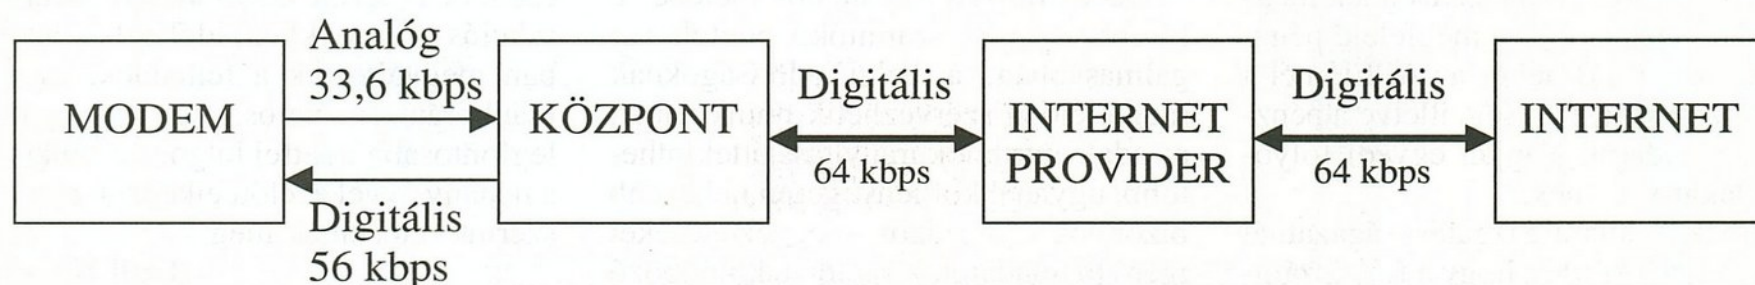 MODEM
Analóg
33,6 kbps
Digitális
56 kbps
KÖZPONT
Digitális
64 kbps
INTERNET
PROVIDER
Digitális
64 kbps
INTERNET